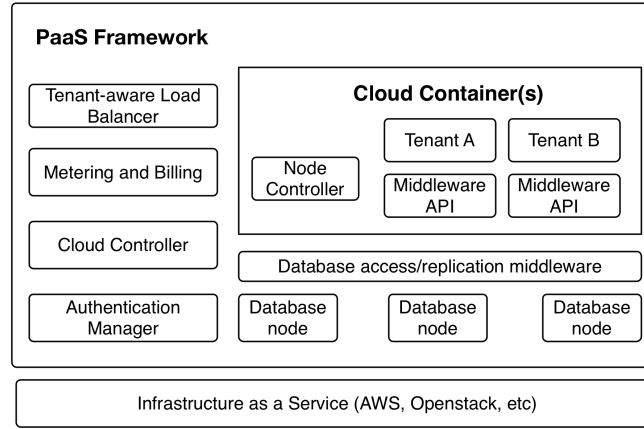 PaaS Framework
Tenant-aware Load
Balancer
Metering and Billing
Cloud Controller
Authentication
Manager
Cloud Container(s)
Node
Controller
Tenant A
Tenant B
Middleware
API
Middleware
API
Database access/replication middleware
Database
node
Database
node
Database
node
Infrastructure as a Service (AWS, Openstack, etc)